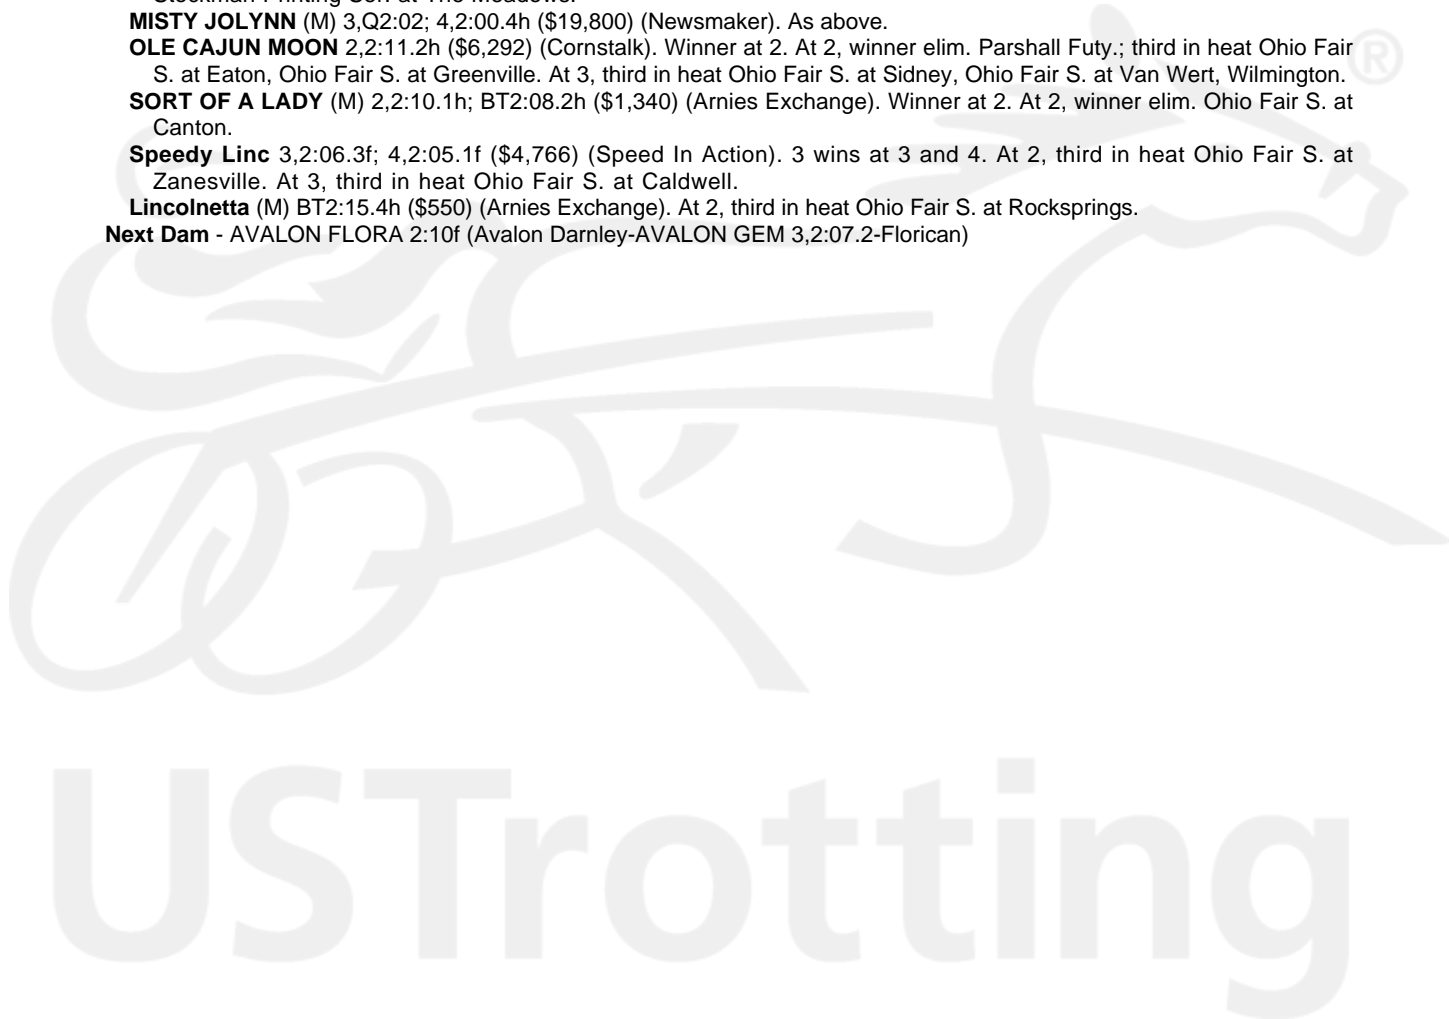 MISTY JOLYNN (M) 3,Q2:02; 4,2:00.4h ($19,800) (Newsmaker). As above.
OLE CAJUN MOON 2,2:11.2h ($6,292) (Cornstalk). Winner at 2. At 2, winner elim. Parshall Futy.; third in heat Ohio Fair
S. at Eaton, Ohio Fair S. at Greenville. At 3, third in heat Ohio Fair S. at Sidney, Ohio Fair S. at Van Wert, Wilmington.
SORT OF A LADY (M) 2,2:10.1h; BT2:08.2h ($1,340) (Arnies Exchange). Winner at 2. At 2, winner elim. Ohio Fair S. at
Canton.
Speedy Linc 3,2:06.3f; 4,2:05.1f ($4,766) (Speed In Action). 3 wins at 3 and 4. At 2, third in heat Ohio Fair S. at
Zanesville. At 3, third in heat Ohio Fair S. at Caldwell.
Lincolnetta (M) BT2:15.4h ($550) (Arnies Exchange). At 2, third in heat Ohio Fair S. at Rocksprings.
Next Dam - AVALON FLORA 2:10f (Avalon Darnley-AVALON GEM 3,2:07.2-Florican)
®
USTrotting